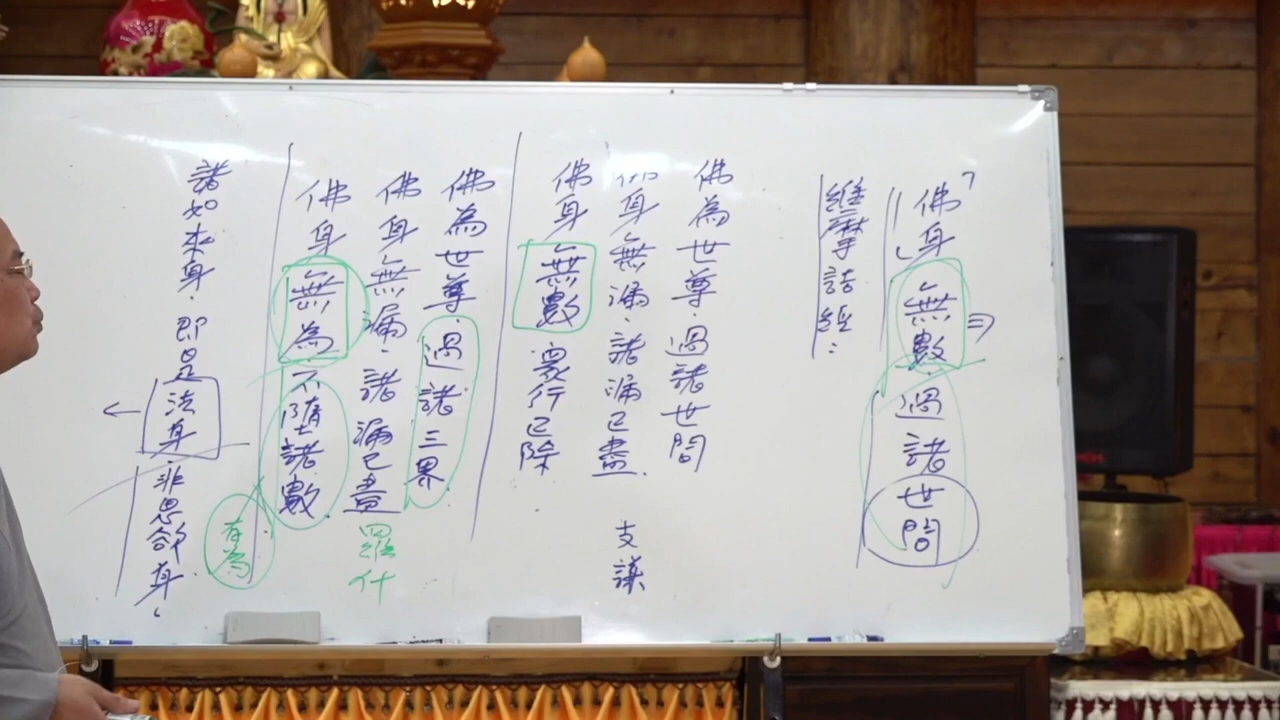 佛身無數過諸世間
維摩詰經：
佛為世尊．過諸世間
佛身無漏．諸漏已盡．
支謙
佛身無數 眾行已除
佛為世尊．過諸三界．
佛身無漏．諸漏已盡
羅什
佛身無為．不墮諸數．
有為
諸如來身．即是法身
非思欲身．